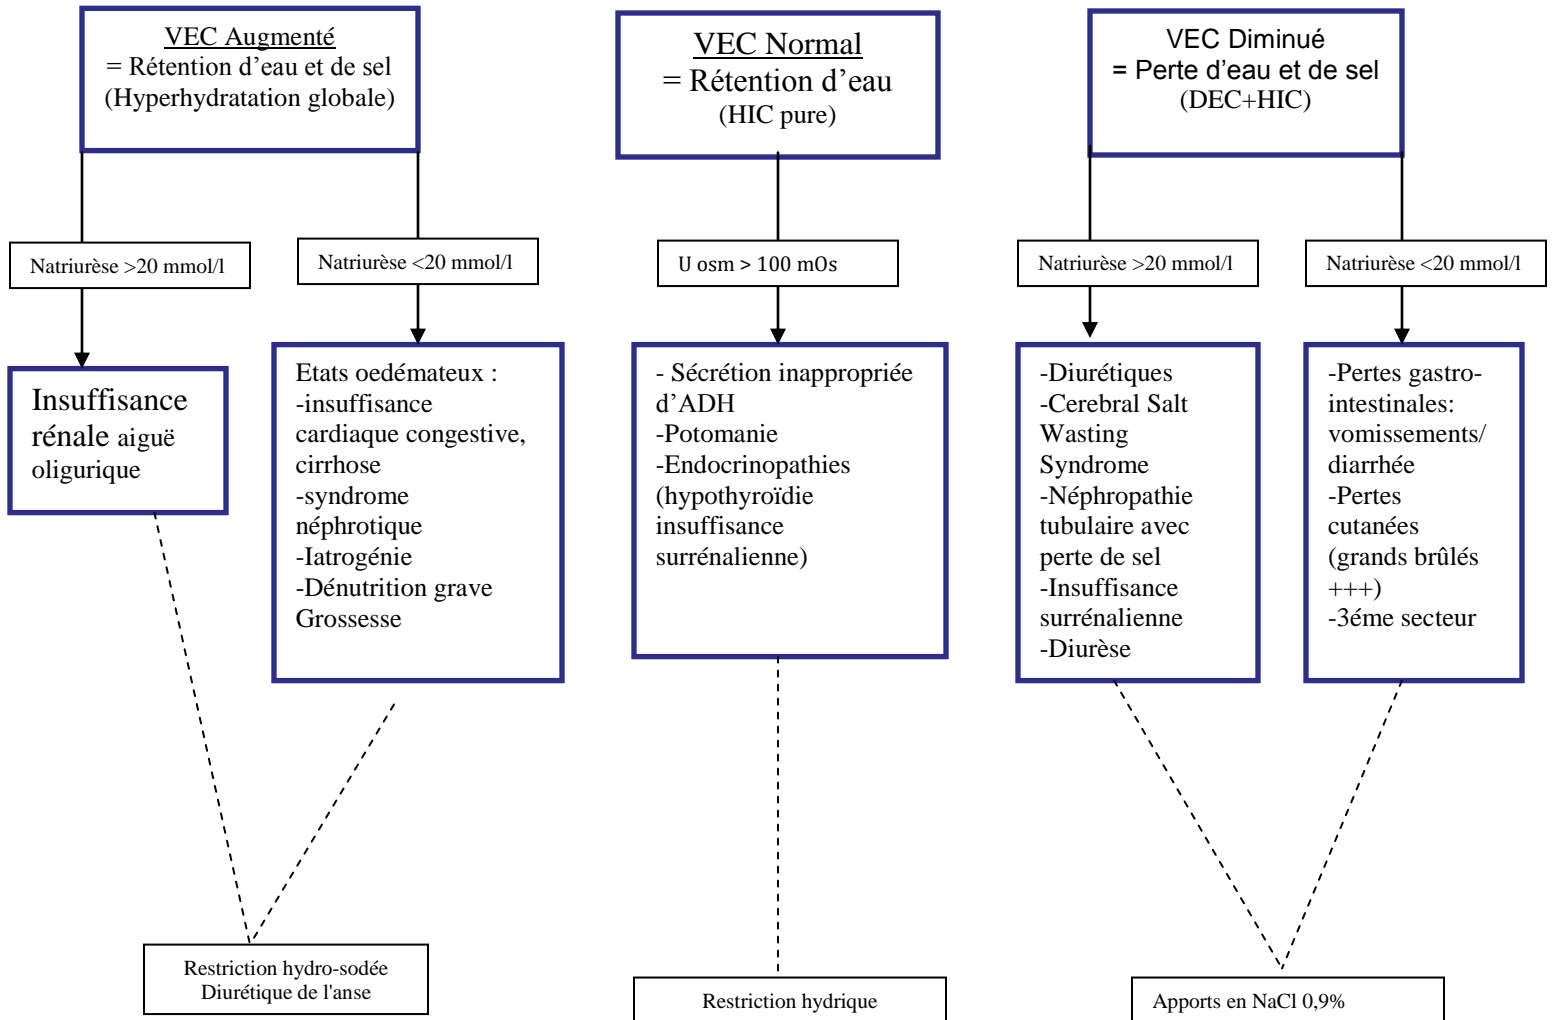 VEC Augmenté
= Rétention d’eau et de sel
(Hyperhydratation globale)
VEC Normal
= Rétention d’eau
(HIC pure)
VEC Diminué
= Perte d’eau et de sel
(DEC+HIC)
Natriurèse >20 mmol/l
Natriurèse <20 mmol/l
U osm > 100 mOs
Natriurèse >20 mmol/l
Natriurèse <20 mmol/l
Insuffisance
rénale aiguë
oligurique
Etats oedémateux :
-insuffisance
cardiaque congestive,
cirrhose
-syndrome
néphrotique
-Iatrogénie
-Dénutrition grave
Grossesse
- Sécrétion inappropriée
d’ADH
-Potomanie
-Endocrinopathies
(hypothyroïdie
insuffisance
surrénalienne)
-Diurétiques
-Cerebral Salt
Wasting
Syndrome
-Néphropathie
tubulaire avec
perte de sel
-Insuffisance
surrénalienne
-Diurèse
-Pertes gastro-
intestinales:
vomissements/
diarrhée
-Pertes
cutanées
(grands brûlés
+++)
-3éme secteur
Restriction hydro-sodée
Diurétique de l'anse
Restriction hydrique
Apports en NaCl 0,9%